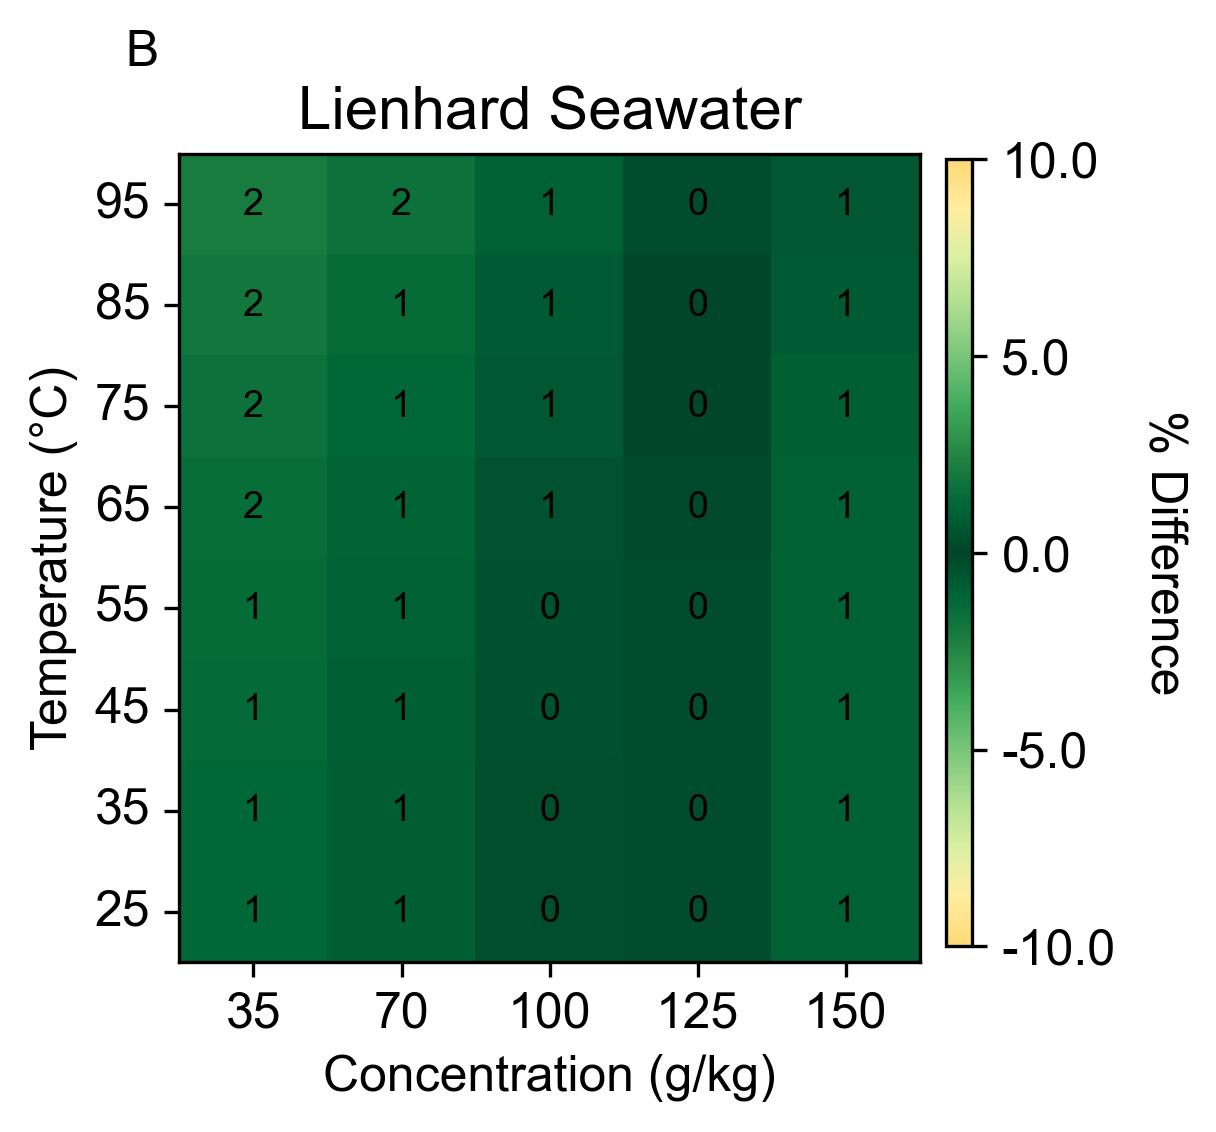 B
Lienhard Seawater
95 2 2 1 0 1
85 2 1 1 0 1
75 2 1 1 0 1
65 2 1 1 0 1
55 1 1 0 0 1
45 1 1 0 0 1
35 1 1 0 0 1
25 1 1 0 0 1
35 70 100 125 150
Concentration (g/kg)
Temperature (°C)
10.0
5.0
0.0
-5.0
-10.0
% Difference